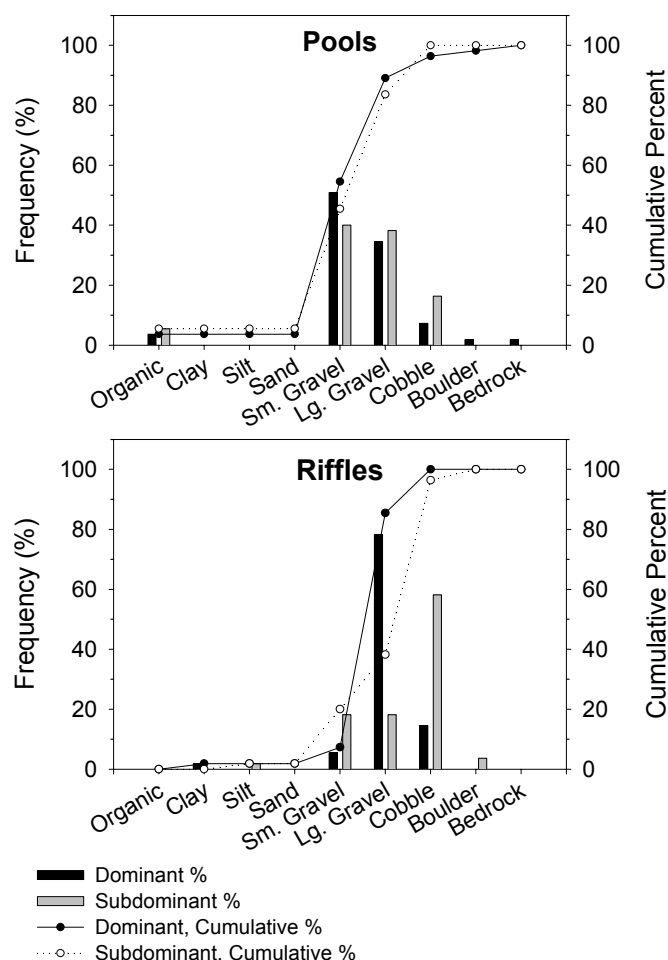 Pools
Frequency (%)
100
80
60
40
20
0
100
80
60
40
20
0
Cumulative Percent
Organic
Clay
Silt
Sand
Sm. Gravel
Lg. Gravel
Cobble
Boulder
Bedrock
Riffles
Frequency (%)
100
80
60
40
20
0
100
80
60
40
20
0
Cumulative Percent
Organic
Clay
Silt
Sand
Sm. Gravel
Lg. Gravel
Cobble
Boulder
Bedrock
Dominant %
Subdominant %
Dominant, Cumulative %
Subdominant, Cumulative %